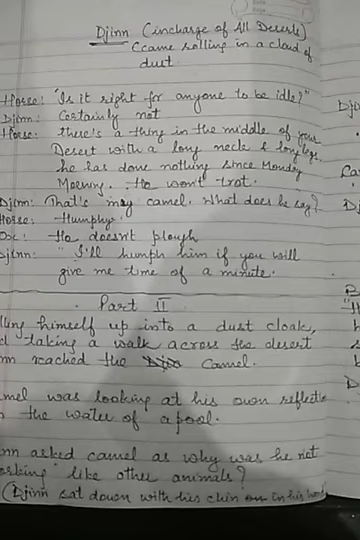 Djinn (incharge of All Deserts)
(came rolling in a cloud of
dust
Horse: "Is it right for anyone to be idle?"
Djinn: Certainly not
Horse: There's a thing in the middle of your
Desert with a long neck & long legs
he has done nothing since Monday
Morning. He won't trot.
Djinn: That's my camel. What does he say?
Horse: Humphs.
Ox: He doesn't plough
Djinn: "I'll humph him if you will
give me time of a minute.
Part II
lling himself up into a dust cloak,
d taking a walk across the desert
nn reached the camel.
mel was looking at his own reflectio
n the water of a pool.
nn asked camel as why was he not
orking like other animals?
(Djinn sat down with his chin on in his hand